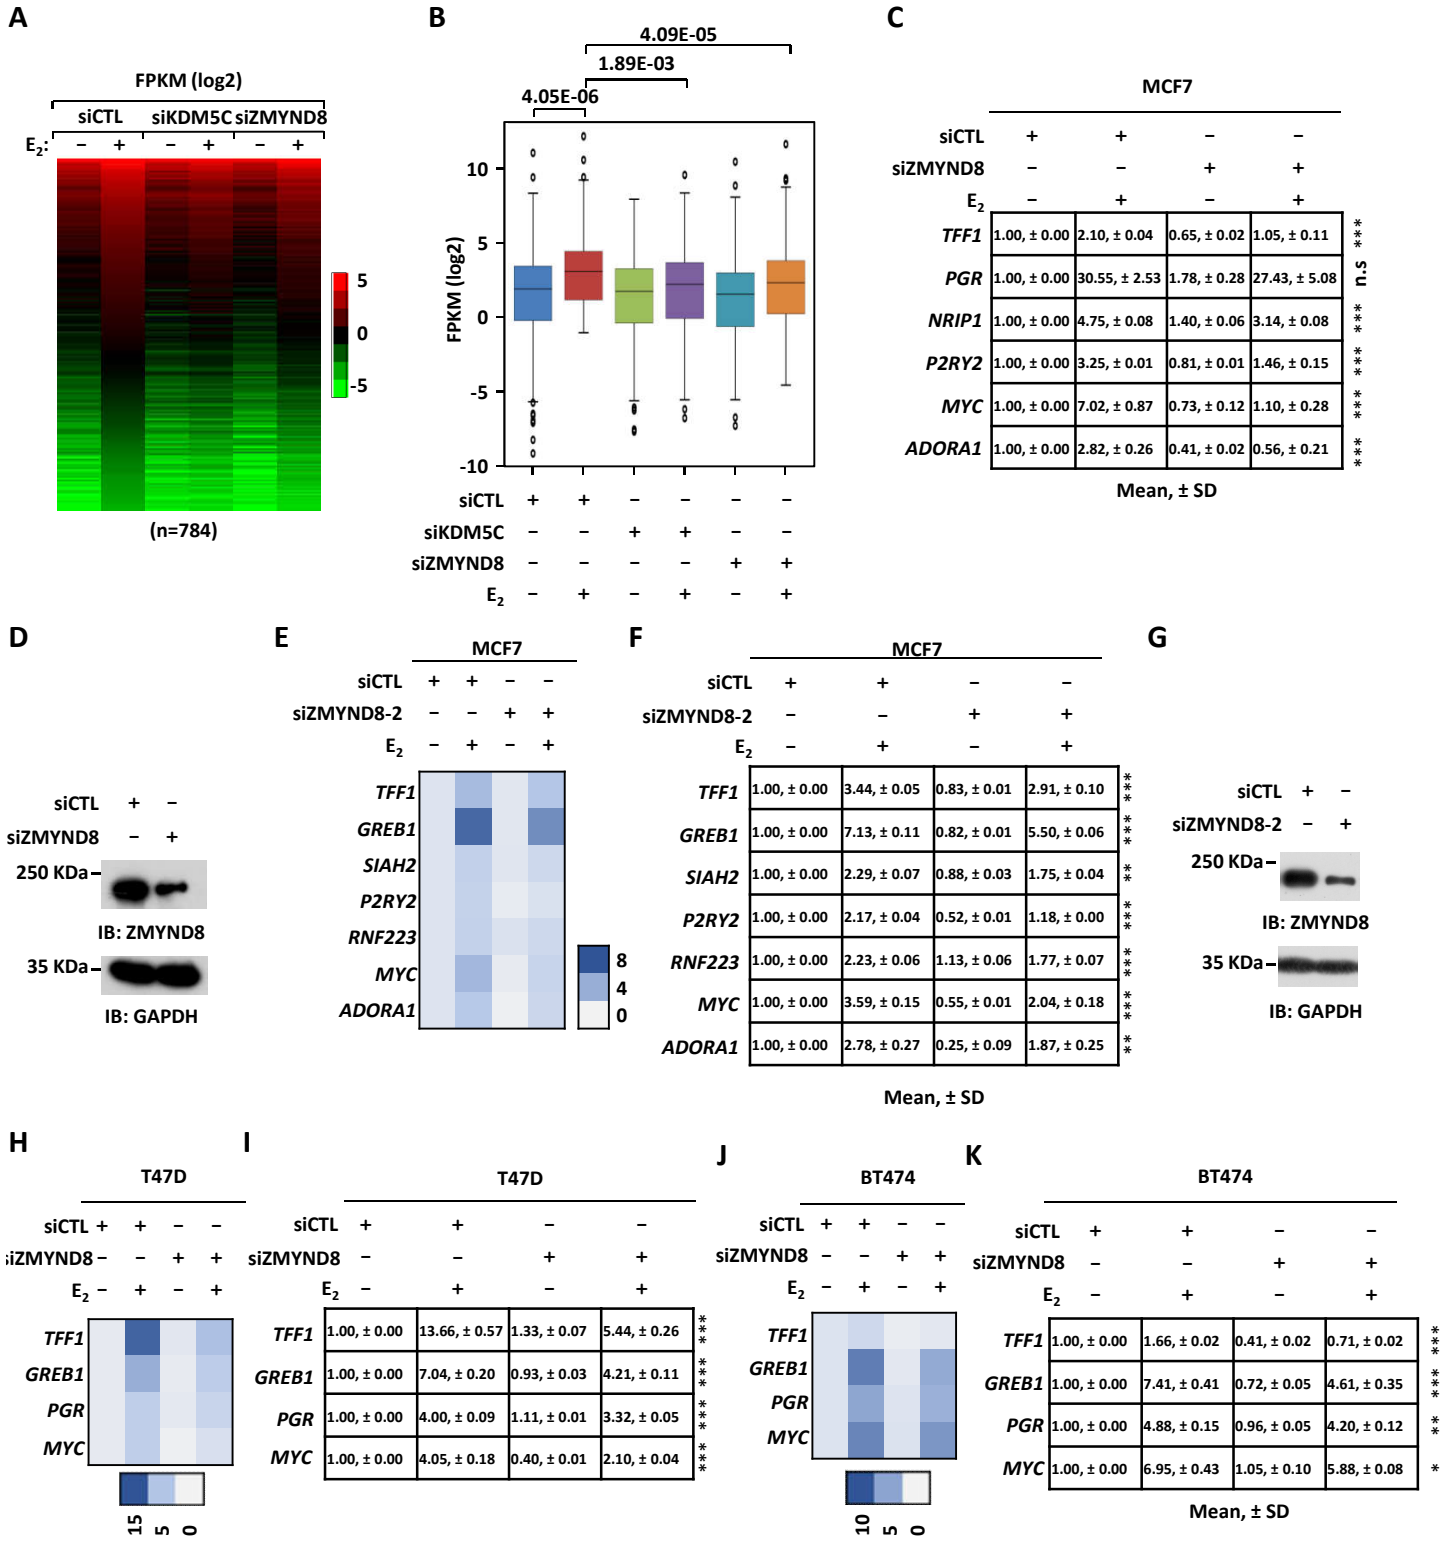 A
FPKM (log2)
siCTL siKDM5C siZMYND8
E2: − + − + − +
5
0
-5
(n=784)
B
4.09E-05
1.89E-03
4.05E-06
FPKM (log2)
10
5
0
-5
-10
siCTL + + − − − −
siKDM5C − − + + − −
siZMYND8 − − − − + +
E2 − + − + − +
C
MCF7
siCTL + + − −
siZMYND8 − − + +
E2 − + − +
TFF1 1.00, ± 0.00 2.10, ± 0.04 0.65, ± 0.02 1.05, ± 0.11 ***
PGR 1.00, ± 0.00 30.55, ± 2.53 1.78, ± 0.28 27.43, ± 5.08 n.s
NRIP1 1.00, ± 0.00 4.75, ± 0.08 1.40, ± 0.06 3.14, ± 0.08 ***
P2RY2 1.00, ± 0.00 3.25, ± 0.01 0.81, ± 0.01 1.46, ± 0.15 ***
MYC 1.00, ± 0.00 7.02, ± 0.87 0.73, ± 0.12 1.10, ± 0.28 ***
ADORA1 1.00, ± 0.00 2.82, ± 0.26 0.41, ± 0.02 0.56, ± 0.21 ***
Mean, ± SD
D
siCTL + −
siZMYND8 − +
250 KDa
IB: ZMYND8
35 KDa
IB: GAPDH
E
MCF7
siCTL + + − −
siZMYND8-2 − − + +
E2 − + − +
TFF1
GREB1
SIAH2
P2RY2
RNF223
MYC
ADORA1
8
4
0
F
MCF7
siCTL + + − −
siZMYND8-2 − − + +
E2 − + − +
TFF1 1.00, ± 0.00 3.44, ± 0.05 0.83, ± 0.01 2.91, ± 0.10 ***
GREB1 1.00, ± 0.00 7.13, ± 0.11 0.82, ± 0.01 5.50, ± 0.06 ***
SIAH2 1.00, ± 0.00 2.29, ± 0.07 0.88, ± 0.03 1.75, ± 0.04 **
P2RY2 1.00, ± 0.00 2.17, ± 0.04 0.52, ± 0.01 1.18, ± 0.00 ***
RNF223 1.00, ± 0.00 2.23, ± 0.06 1.13, ± 0.06 1.77, ± 0.07 ***
MYC 1.00, ± 0.00 3.59, ± 0.15 0.55, ± 0.01 2.04, ± 0.18 ***
ADORA1 1.00, ± 0.00 2.78, ± 0.27 0.25, ± 0.09 1.87, ± 0.25 **
Mean, ± SD
G
siCTL + −
siZMYND8-2 − +
250 KDa
IB: ZMYND8
35 KDa
IB: GAPDH
H
T47D
siCTL + + − −
siZMYND8 − − + +
E2 − + − +
TFF1
GREB1
PGR
MYC
15 5 0
I
T47D
siCTL + + − −
siZMYND8 − − + +
E2 − + − +
TFF1 1.00, ± 0.00 13.66, ± 0.57 1.33, ± 0.07 5.44, ± 0.26 ***
GREB1 1.00, ± 0.00 7.04, ± 0.20 0.93, ± 0.03 4.21, ± 0.11 ***
PGR 1.00, ± 0.00 4.00, ± 0.09 1.11, ± 0.01 3.32, ± 0.05 ***
MYC 1.00, ± 0.00 4.05, ± 0.18 0.40, ± 0.01 2.10, ± 0.04 ***
J
BT474
siCTL + + − −
siZMYND8 − − + +
E2 − + − +
TFF1
GREB1
PGR
MYC
10 5 0
K
BT474
siCTL + + − −
siZMYND8 − − + +
E2 − + − +
TFF1 1.00, ± 0.00 1.66, ± 0.02 0.41, ± 0.02 0.71, ± 0.02 ***
GREB1 1.00, ± 0.00 7.41, ± 0.41 0.72, ± 0.05 4.61, ± 0.35 ***
PGR 1.00, ± 0.00 4.88, ± 0.15 0.96, ± 0.05 4.20, ± 0.12 **
MYC 1.00, ± 0.00 6.95, ± 0.43 1.05, ± 0.10 5.88, ± 0.08 *
Mean, ± SD